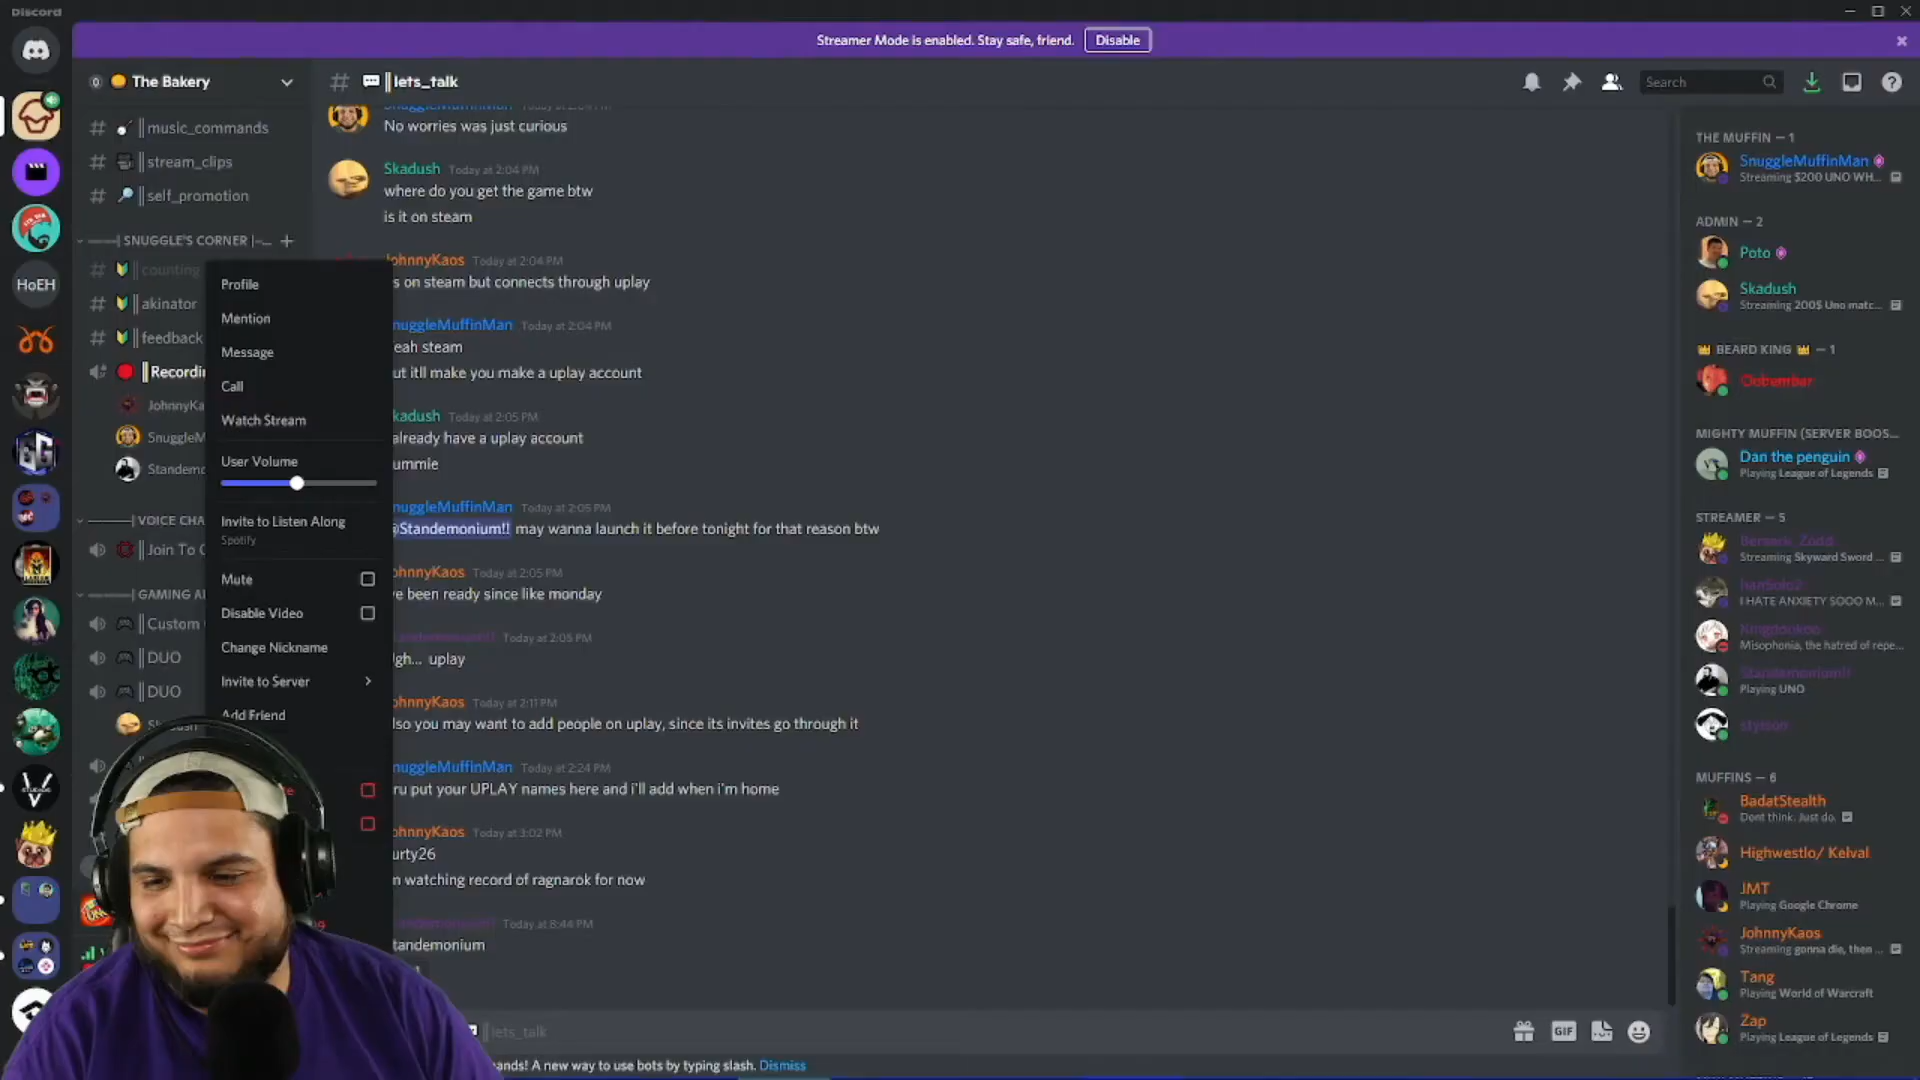 Discord
Streamer Mode is enabled. Stay safe, friend.
Disable
The Bakery
music_commands
stream_clips
self_promotion
SNUGGLE'S CORNER
counting
akinator
feedback
JohnnyKa
SnuggleM
Standemo
VOICE CHA
Join To
GAMING A
Custom
DUO
DUO
HoEH
Profile
Mention
Message
Call
Watch Stream
User Volume
Invite to Listen Along
Spotify
Mute
Disable Video
Change Nickname
Invite to Server
Add Friend
lets_talk
Search
No worries was just curious
Skadush Today at 2:04 PM
where do you get the game btw
is it on steam
ohnnyKaos Today at 2:04 PM
s on steam but connects through uplay
nuggleMuffinMan Today at 2:04 PM
eah steam
ut itll make you make a uplay account
kadush Today at 2:05 PM
already have a uplay account
ummie
nuggleMuffinMan Today at 2:05 PM
@Standemonium!! may wanna launch it before tonight for that reason btw
ohnnyKaos Today at 2:05 PM
ve been ready since like monday
Today at 2:05 PM
gh... uplay
ohnnyKaos Today at 2:11 PM
lso you may want to add people on uplay, since its invites go through it
nuggleMuffinMan Today at 2:24 PM
ru put your UPLAY names here and i'll add when i'm home
ohnnyKaos Today at 3:02 PM
urty26
m watching record of ragnarok for now
Today at 8:44 PM
tandemonium
lets_talk
GIF
ands! A new way to use bots by typing slash. Dismiss
THE MUFFIN — 1
SnuggleMuffinMan
Streaming $200 UNO WH...
ADMIN — 2
Poto
Skadush
Streaming 200$ Uno matc...
BEARD KING — 1
MIGHTY MUFFIN (SERVER BOOS...
Dan the penguin
Playing League of Legends
STREAMER — 5
Streaming Skyward Sword ...
I HATE ANXIETY SOOO M...
Misophonia, the hatred of repe...
Standemonium!!
Playing UNO
MUFFINS — 6
BadatStealth
Dont think. Just do.
Highwestlo/ Kelval
JMT
Playing Google Chrome
JohnnyKaos
Streaming gonna die, then ...
Tang
Playing World of Warcraft
Zap
Playing League of Legends